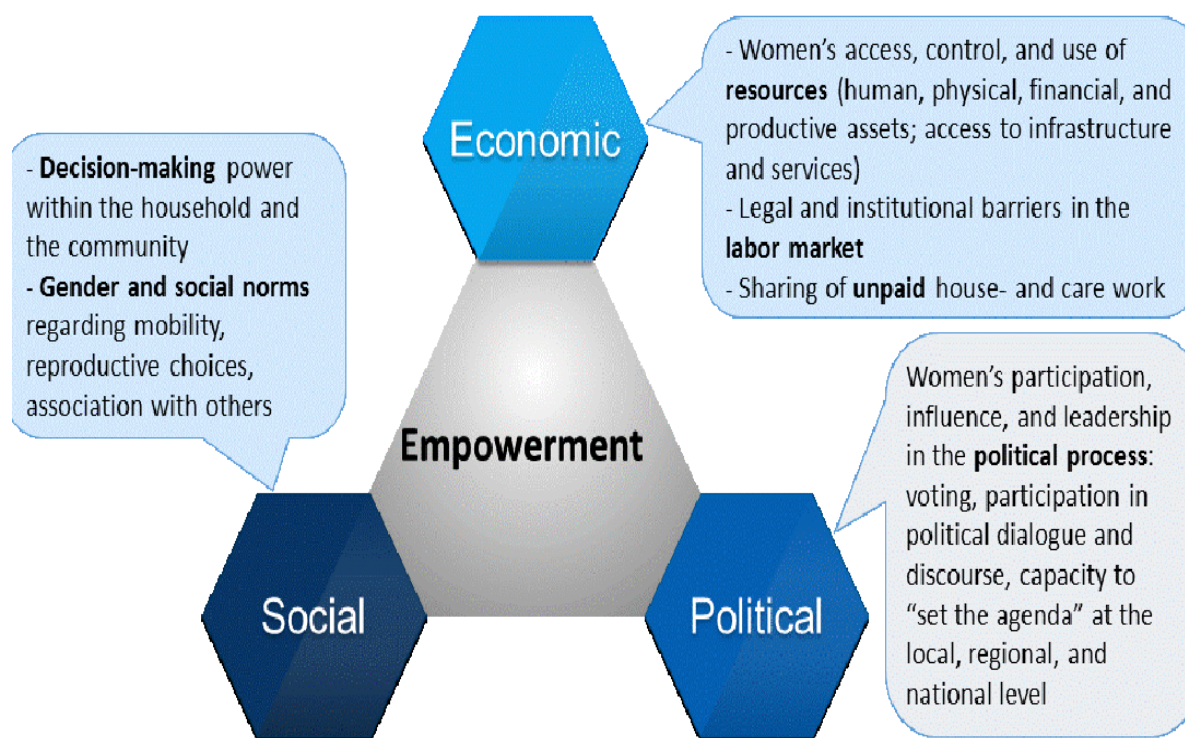 Economic
- Women’s access, control, and use of
resources (human, physical, financial, and
productive assets; access to infrastructure
and services)
- Legal and institutional barriers in the
labor market
- Sharing of unpaid house- and care work
- Decision-making power
within the household and
the community
- Gender and social norms
regarding mobility,
reproductive choices,
association with others
Empowerment
Women’s participation,
influence, and leadership
in the political process:
voting, participation in
political dialogue and
discourse, capacity to
“set the agenda” at the
local, regional, and
national level
Social
Political